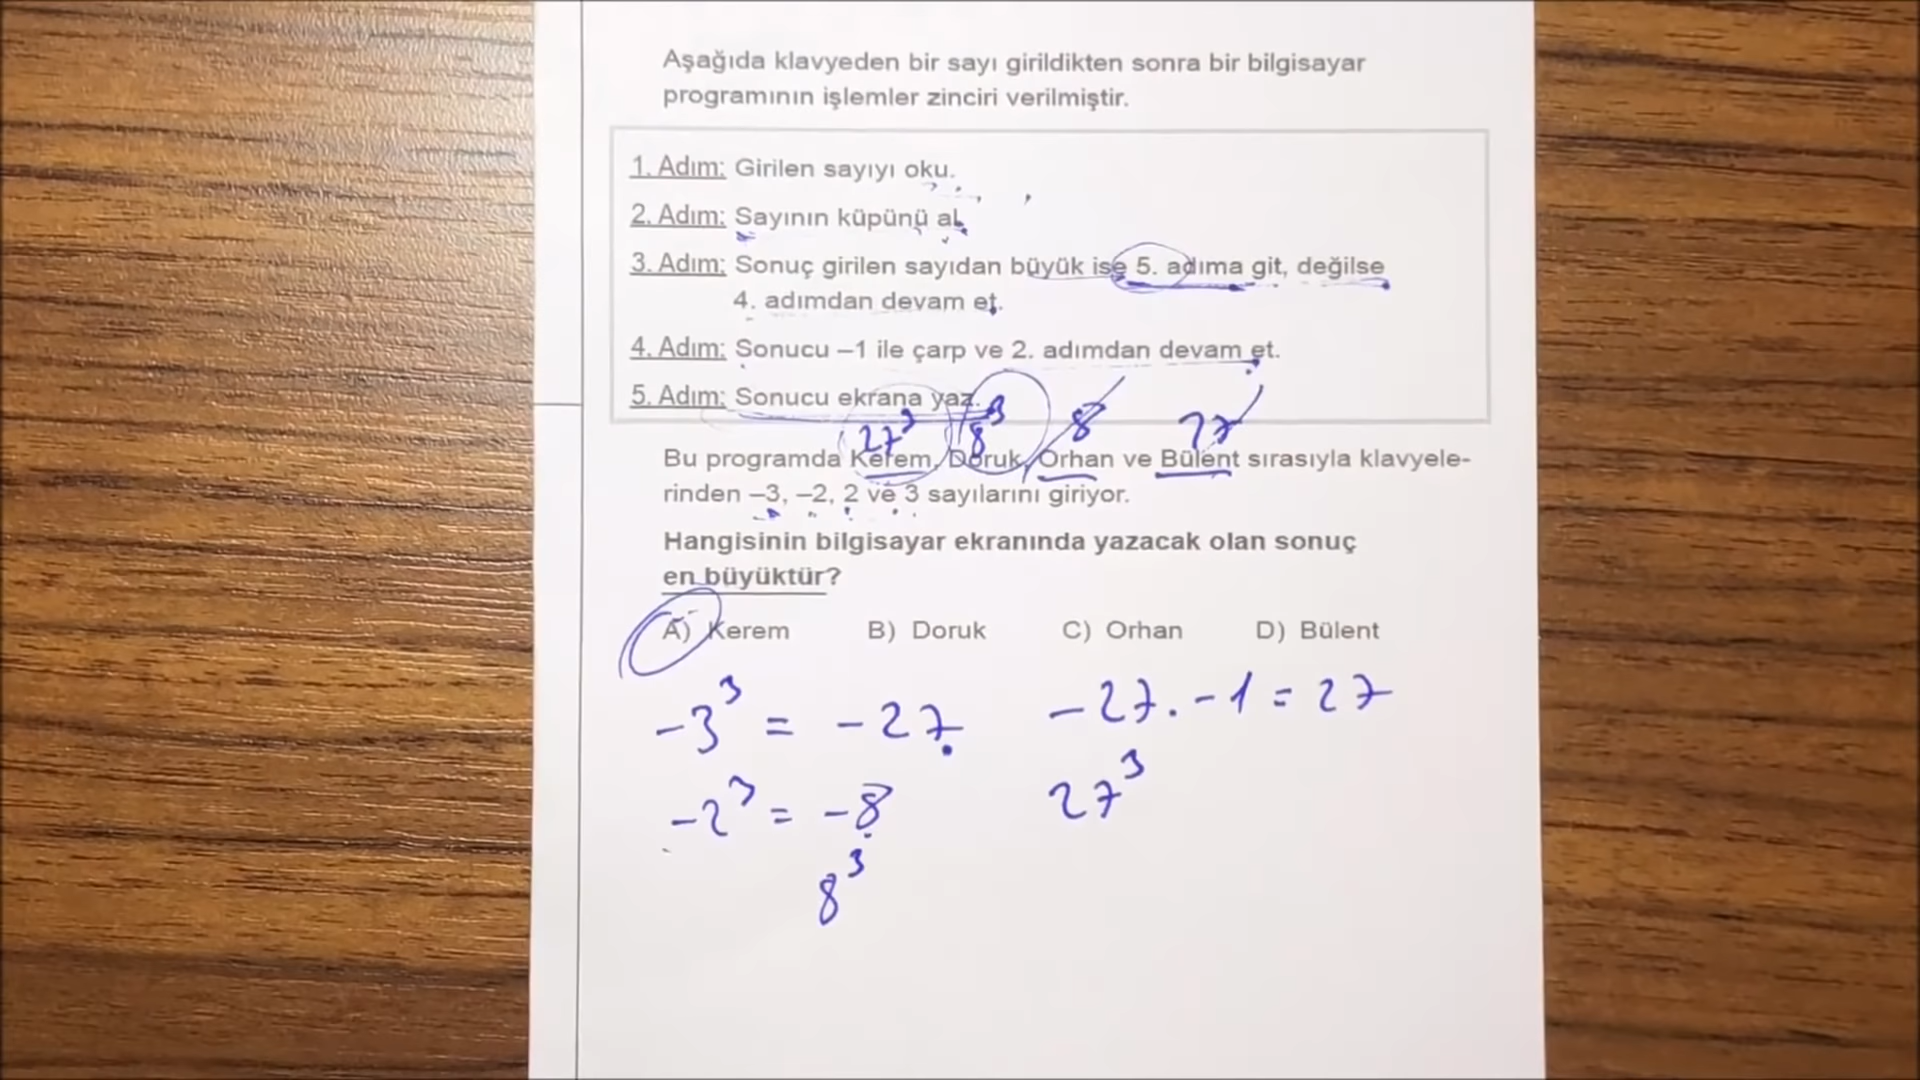 Aşağıda klavyeden bir sayı girildikten sonra bir bilgisayar
programının işlemler zinciri verilmiştir.
1. Adım: Girilen sayıyı oku.
2. Adım: Sayının küpünü al.
3. Adım: Sonuç girilen sayıdan büyük ise 5. adıma git, değilse
4. adımdan devam et.
4. Adım: Sonucu –1 ile çarp ve 2. adımdan devam et.
5. Adım: Sonucu ekrana yaz.
27³ 8³ 8 27
Bu programda Kerem, Doruk, Orhan ve Bülent sırasıyla klavyele-
rinden –3, –2, 2 ve 3 sayılarını giriyor.
Hangisinin bilgisayar ekranında yazacak olan sonuç
en büyüktür?
A) Kerem B) Doruk C) Orhan D) Bülent
-3³ = -27 -27 . -1 = 27
-2³ = -8 27³
8³